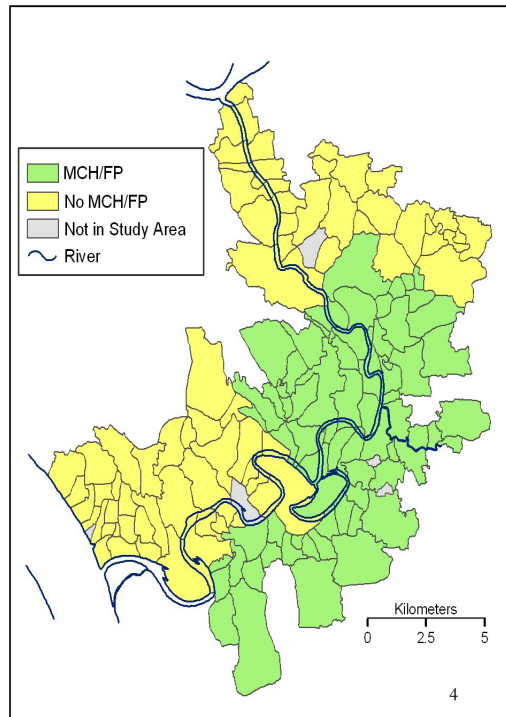 MCH/FP
No MCH/FP
Not in Study Area
River
Kilometers
0 2.5 5
4